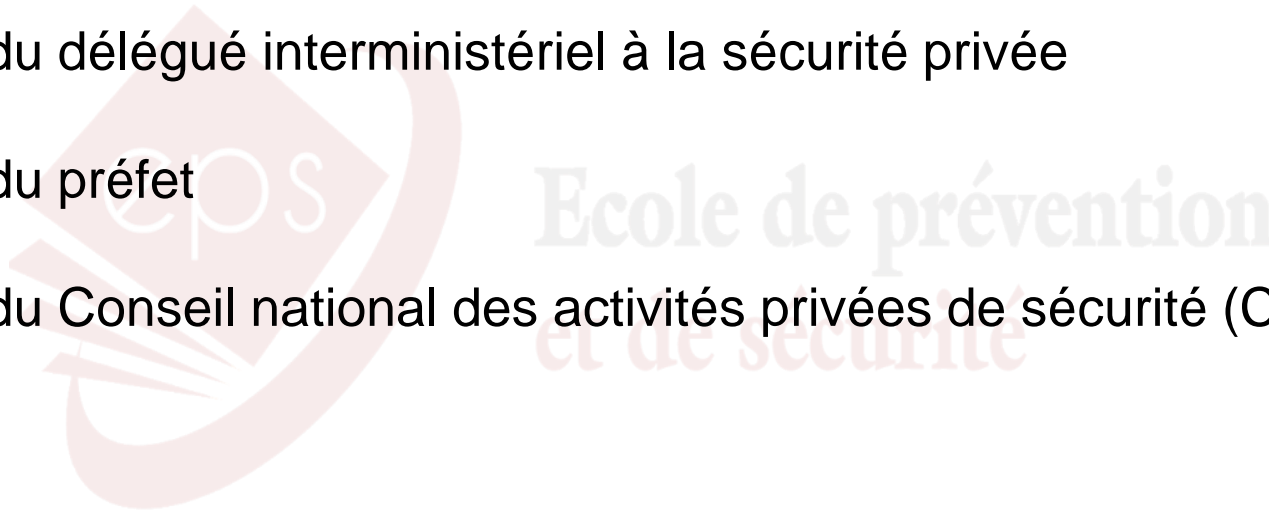 du délégué interministériel à la sécurité privée
du préfet
eps
Ecole de prévention
du Conseil national des activités privées de sécurité (C
et de sécurité